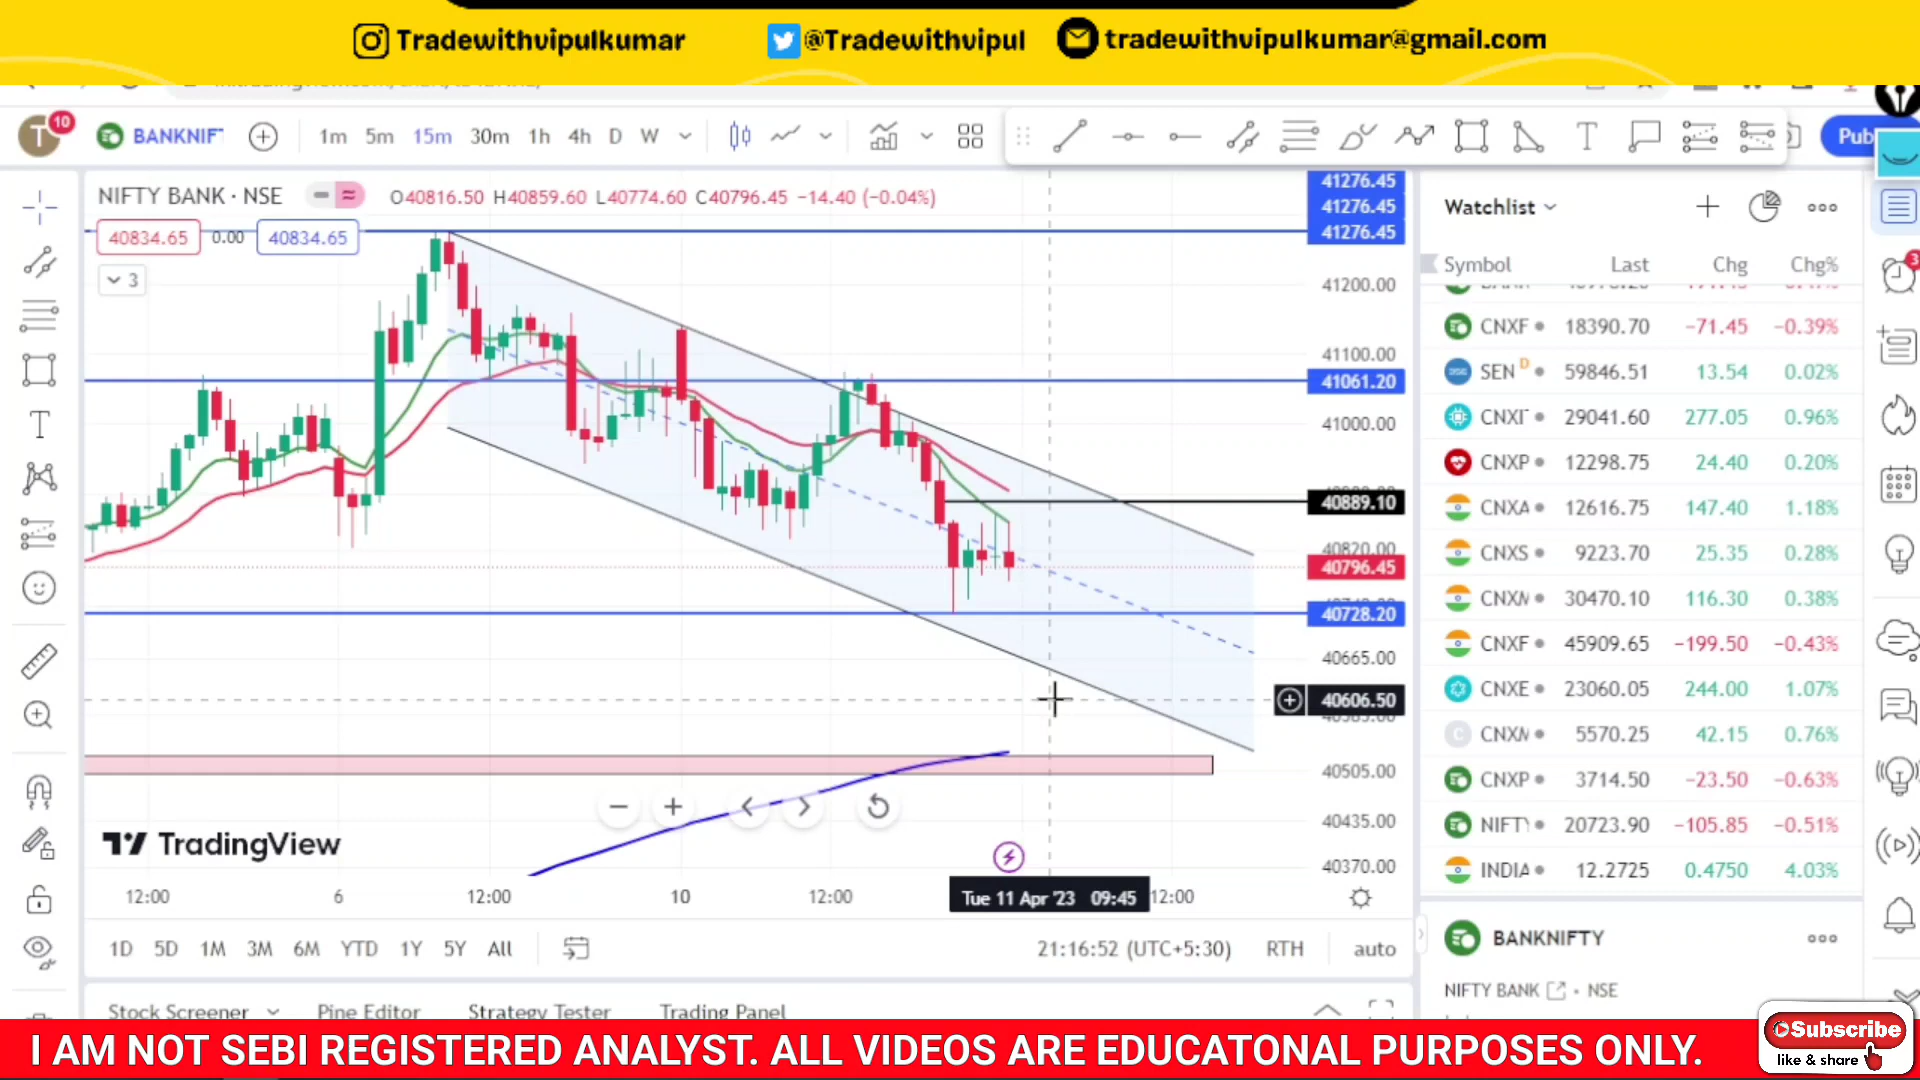 Tradewithvipulkumar @Tradewithvipul tradewithvipulkumar@gmail.com
T 10 BANKNIF 1m 5m 15m 30m 1h 4h D W T Pub
NIFTY BANK · NSE O40816.50 H40859.60 L40774.60 C40796.45 −14.40 (−0.04%)
40834.65 0.00 40834.65
3
41276.45
41276.45
41276.45
41200.00
41100.00
41061.20
41000.00
40889.10
40820.00
40796.45
40728.20
40665.00
40606.50
40505.00
40435.00
40370.00
TradingView
12:00 6 12:00 10 12:00 Tue 11 Apr '23 09:45 12:00
1D 5D 1M 3M 6M YTD 1Y 5Y All 21:16:52 (UTC+5:30) RTH auto
Stock Screener Pine Editor Strategy Tester Trading Panel
Watchlist
Symbol Last Chg Chg%
CNXF 18390.70 −71.45 −0.39%
SEN D 59846.51 13.54 0.02%
CNXI 29041.60 277.05 0.96%
CNXP 12298.75 24.40 0.20%
CNXA 12616.75 147.40 1.18%
CNXS 9223.70 25.35 0.28%
CNXM 30470.10 116.30 0.38%
CNXF 45909.65 −199.50 −0.43%
CNXE 23060.05 244.00 1.07%
C CNXM 5570.25 42.15 0.76%
CNXP 3714.50 −23.50 −0.63%
NIFTY 20723.90 −105.85 −0.51%
INDIA 12.2725 0.4750 4.03%
BANKNIFTY
NIFTY BANK · NSE
I AM NOT SEBI REGISTERED ANALYST. ALL VIDEOS ARE EDUCATONAL PURPOSES ONLY.
Subscribe
like & share